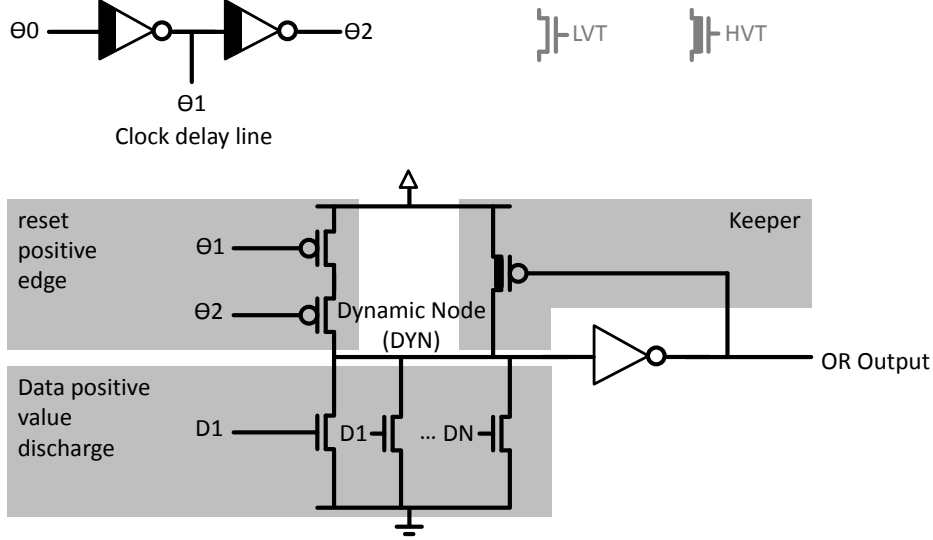 ϴ0
ϴ2
LVT
HVT
ϴ1
Clock delay line
reset
positive
edge
ϴ1
ϴ2
Keeper
Dynamic Node
(DYN)
OR Output
Data positive
value
discharge
D1
D1
... DN